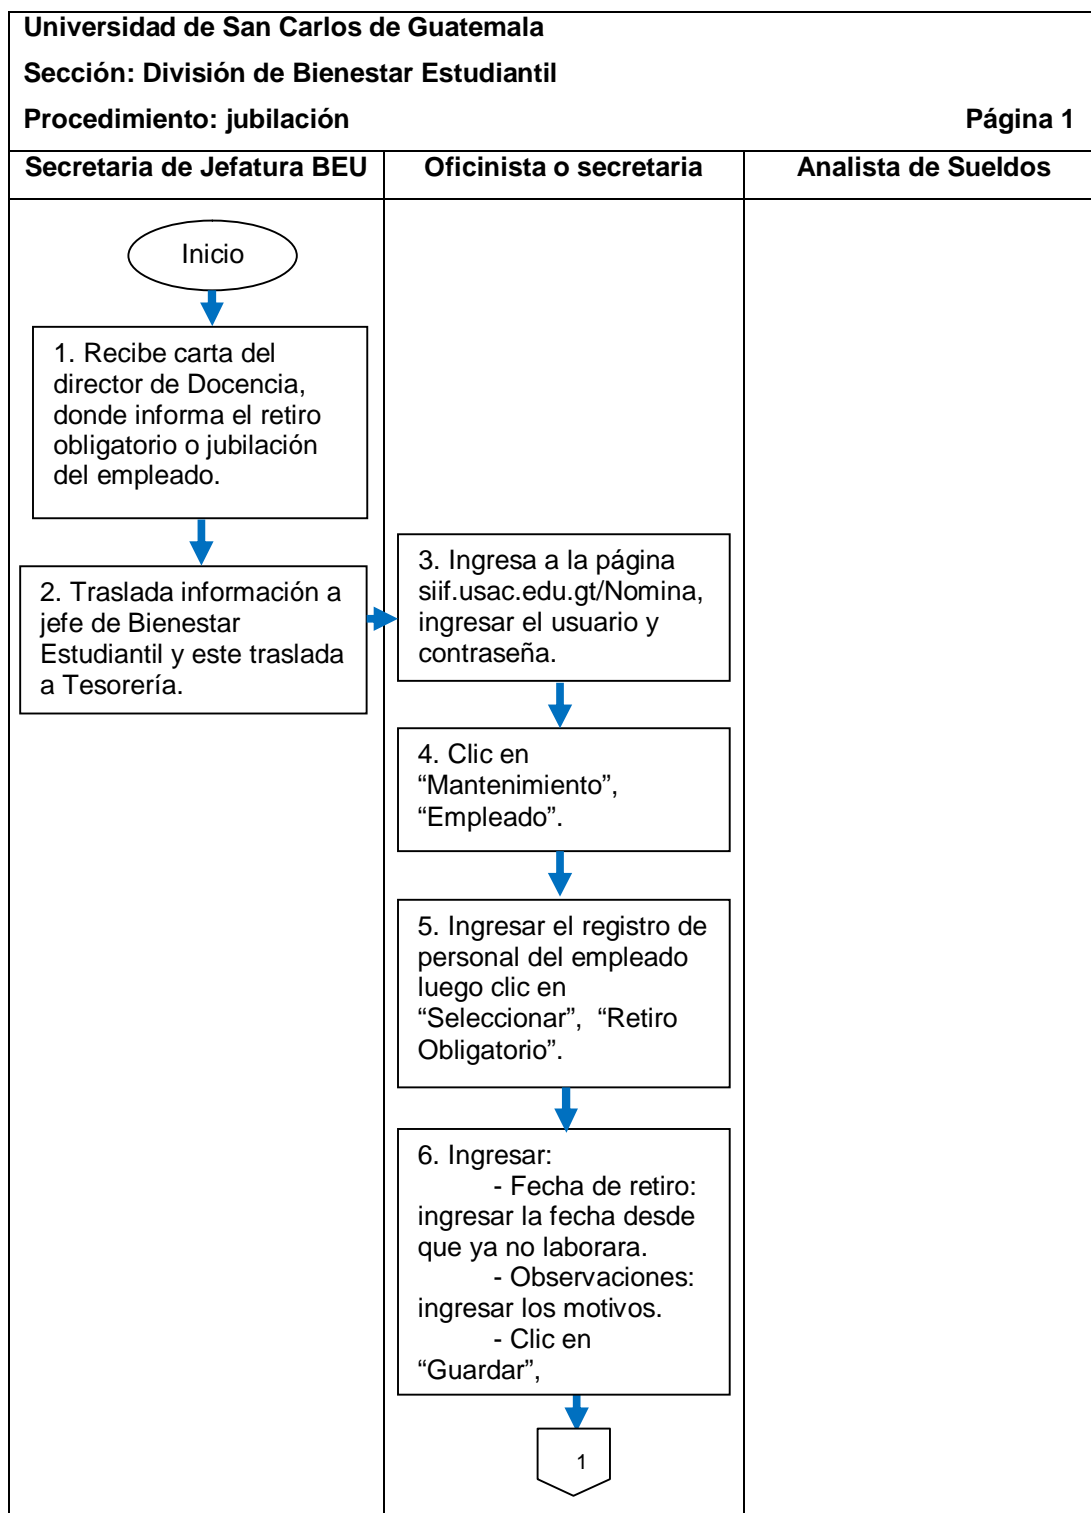 Universidad de San Carlos de Guatemala
Sección: División de Bienestar Estudiantil
Procedimiento: jubilación Página 1
Secretaria de Jefatura BEU Oficinista o secretaria Analista de Sueldos
Inicio
1. Recibe carta del
director de Docencia,
donde informa el retiro
obligatorio o jubilación
del empleado.
2. Traslada información a
jefe de Bienestar
Estudiantil y este traslada
a Tesorería.
3. Ingresa a la página
siif.usac.edu.gt/Nomina,
ingresar el usuario y
contraseña.
4. Clic en
“Mantenimiento”,
“Empleado”.
5. Ingresar el registro de
personal del empleado
luego clic en
“Seleccionar”, “Retiro
Obligatorio”.
6. Ingresar:
- Fecha de retiro:
ingresar la fecha desde
que ya no laborara.
- Observaciones:
ingresar los motivos.
- Clic en
“Guardar”,
1